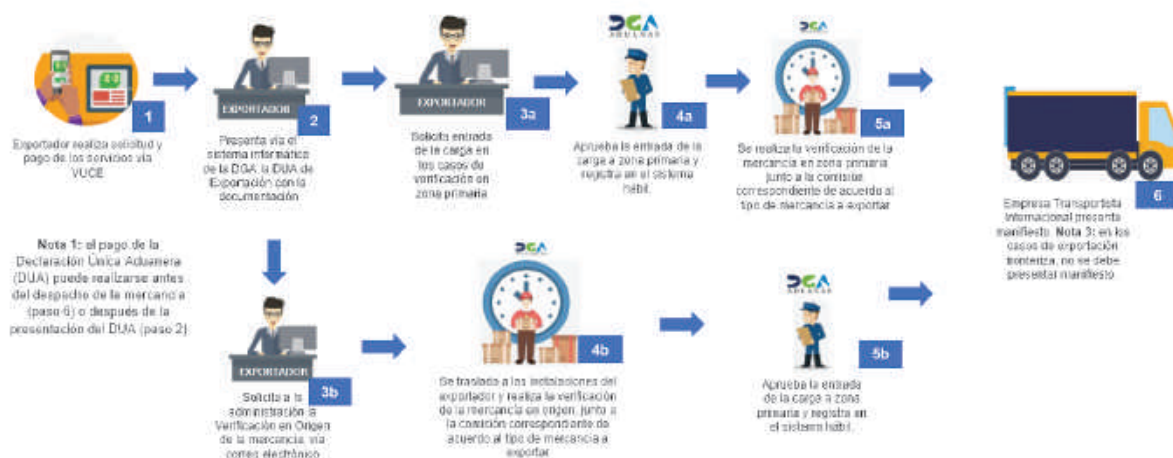 1
Exportador realiza solicitud y
pago de los servicios vía
VUCE
EXPORTADOR
2
Presenta vía el
sistema informático
de la DGA, la DUA de
Exportación con la
documentación
EXPORTADOR
3a
Solicita entrada
de la carga en
los casos de
verificación en
zona primaria
DGA
ADUANAS
4a
Aprueba la entrada de la
carga a zona primaria y
registra en el sistema
hábil.
DGA
ADUANAS
5a
Se realiza la verificación de la
mercancía en zona primaria
junto a la comisión
correspondiente de acuerdo al
tipo de mercancía a exportar
6
Empresa Transportista
Internacional presenta
manifiesto. Nota 3: en los
casos de exportación
fronteriza, no se debe
presentar manifiesto
Nota 1: el pago de la
Declaración Única Aduanera
(DUA) puede realizarse antes
del despacho de la mercancía
(paso 6) o después de la
presentación del DUA (paso 2)
EXPORTADOR
3b
Solicita a la
administración la
Verificación en Origen
de la mercancía, vía
correo electrónico
DGA
ADUANAS
4b
Se traslada a las instalaciones del
exportador y realiza la verificación
de la mercancía en origen, junto a
la comisión correspondiente de
acuerdo al tipo de mercancía a
exportar
DGA
ADUANAS
5b
Aprueba la entrada
de la carga a zona
primaria y registra en
el sistema hábil.